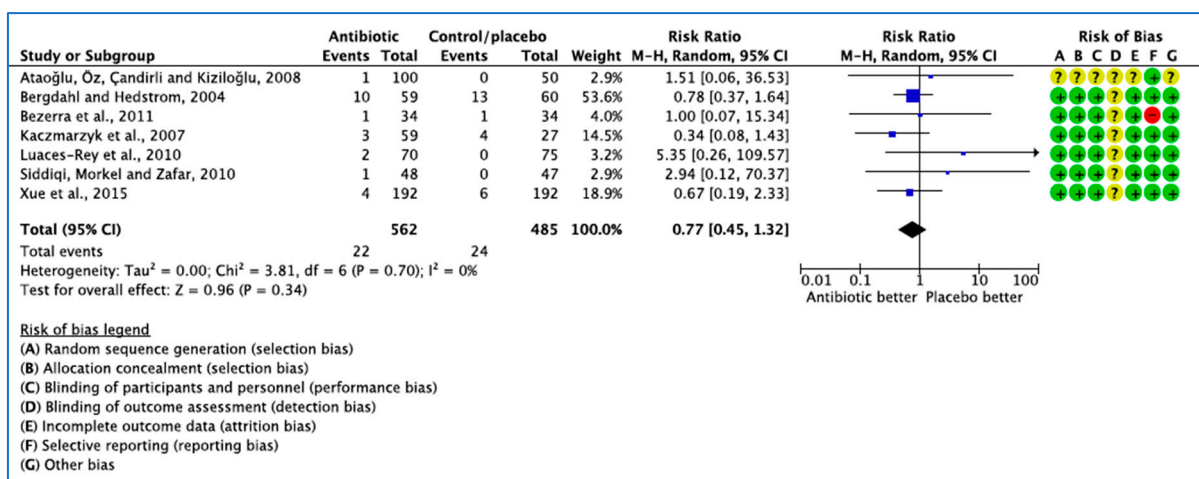 Antibiotic Control/placebo Risk Ratio Risk Ratio Risk of Bias
Study or Subgroup Events Total Events Total Weight M-H, Random, 95% CI M-H, Random, 95% CI A B C D E F G
Ataoğlu, Öz, Çandirli and Kiziloğlu, 2008 1 100 0 50 2.9% 1.51 [0.06, 36.53] ? ? ? ? ? + ?
Bergdahl and Hedstrom, 2004 10 59 13 60 53.6% 0.78 [0.37, 1.64] + + + ? + + +
Bezerra et al., 2011 1 34 1 34 4.0% 1.00 [0.07, 15.34] + + + ? + − +
Kaczmarzyk et al., 2007 3 59 4 27 14.5% 0.34 [0.08, 1.43] + + + ? + + +
Luaces-Rey et al., 2010 2 70 0 75 3.2% 5.35 [0.26, 109.57] + + + ? + + +
Siddiqi, Morkel and Zafar, 2010 1 48 0 47 2.9% 2.94 [0.12, 70.37] + + + ? + + +
Xue et al., 2015 4 192 6 192 18.9% 0.67 [0.19, 2.33] + + + ? + + +
Total (95% CI) 562 485 100.0% 0.77 [0.45, 1.32]
Total events 22 24
Heterogeneity: Tau² = 0.00; Chi² = 3.81, df = 6 (P = 0.70); I² = 0%
Test for overall effect: Z = 0.96 (P = 0.34)
0.01 0.1 1 10 100
Antibiotic better Placebo better
Risk of bias legend
(A) Random sequence generation (selection bias)
(B) Allocation concealment (selection bias)
(C) Blinding of participants and personnel (performance bias)
(D) Blinding of outcome assessment (detection bias)
(E) Incomplete outcome data (attrition bias)
(F) Selective reporting (reporting bias)
(G) Other bias